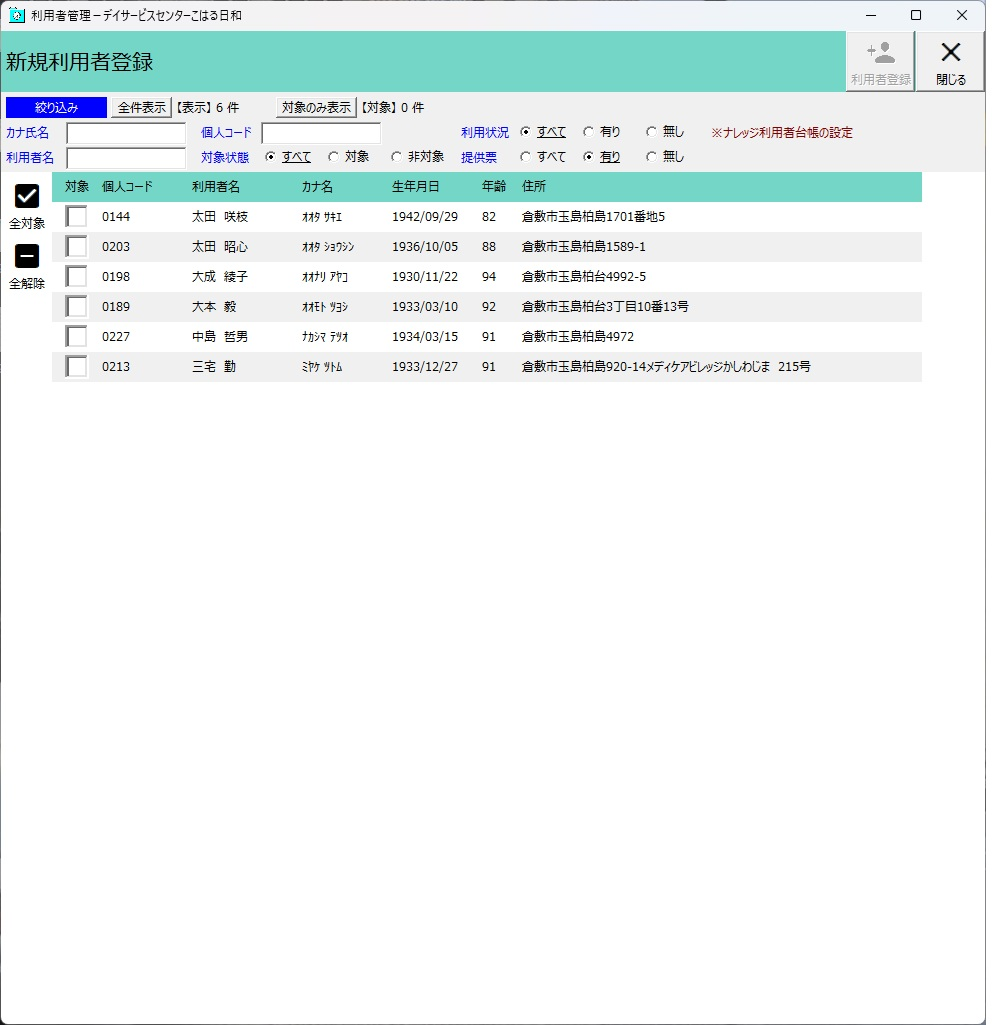 利用者管理－デイサービスセンターこはる日和
新規利用者登録
利用者登録
閉じる
絞り込み 全件表示 【表示】 6 件 対象のみ表示 【対象】 0 件
カナ氏名 個人コード 利用状況 すべて 有り 無し ※ナレッジ利用者台帳の設定
利用者名 対象状態 すべて 対象 非対象 提供票 すべて 有り 無し
全対象
全解除
対象 個人コード 利用者名 カナ名 生年月日 年齢 住所
0144 太田 咲枝 ｵｵﾀ ｻｷｴ 1942/09/29 82 倉敷市玉島柏島1701番地5
0203 太田 昭心 ｵｵﾀ ｼｮｳｼﾝ 1936/10/05 88 倉敷市玉島柏島1589-1
0198 大成 綾子 ｵｵﾅﾘ ｱﾔｺ 1930/11/22 94 倉敷市玉島柏台4992-5
0189 大本 毅 ｵｵﾓﾄ ﾂﾖｼ 1933/03/10 92 倉敷市玉島柏台3丁目10番13号
0227 中島 哲男 ﾅｶｼﾏ ﾃﾂｵ 1934/03/15 91 倉敷市玉島柏島4972
0213 三宅 勤 ﾐﾔｹ ﾂﾄﾑ 1933/12/27 91 倉敷市玉島柏島920-14メディケアビレッジかしわじま 215号